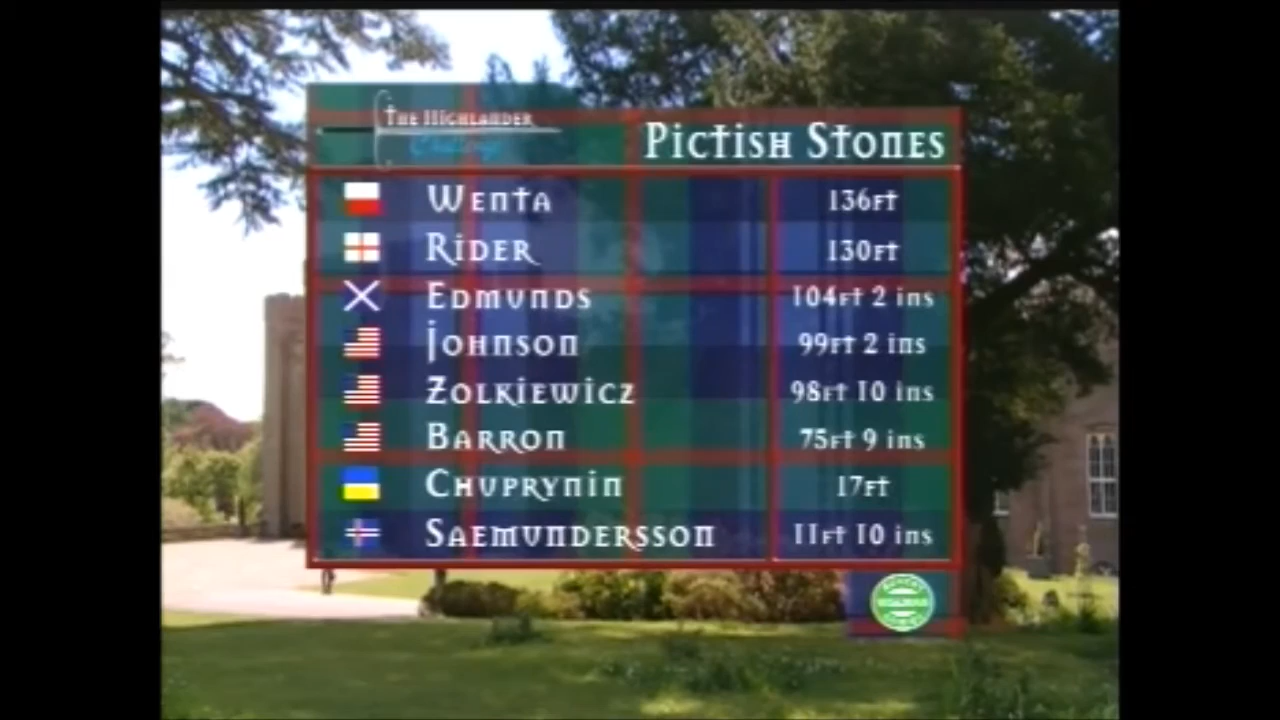 The Highlander
Challenge
Pictish Stones
Wenta 136ft
Rider 130ft
Edmunds 104ft 2 ins
Johnson 99ft 2 ins
Zolkiewicz 98ft 10 ins
Barron 75ft 9 ins
Chuprynin 17ft
Saemundersson 11ft 10 ins